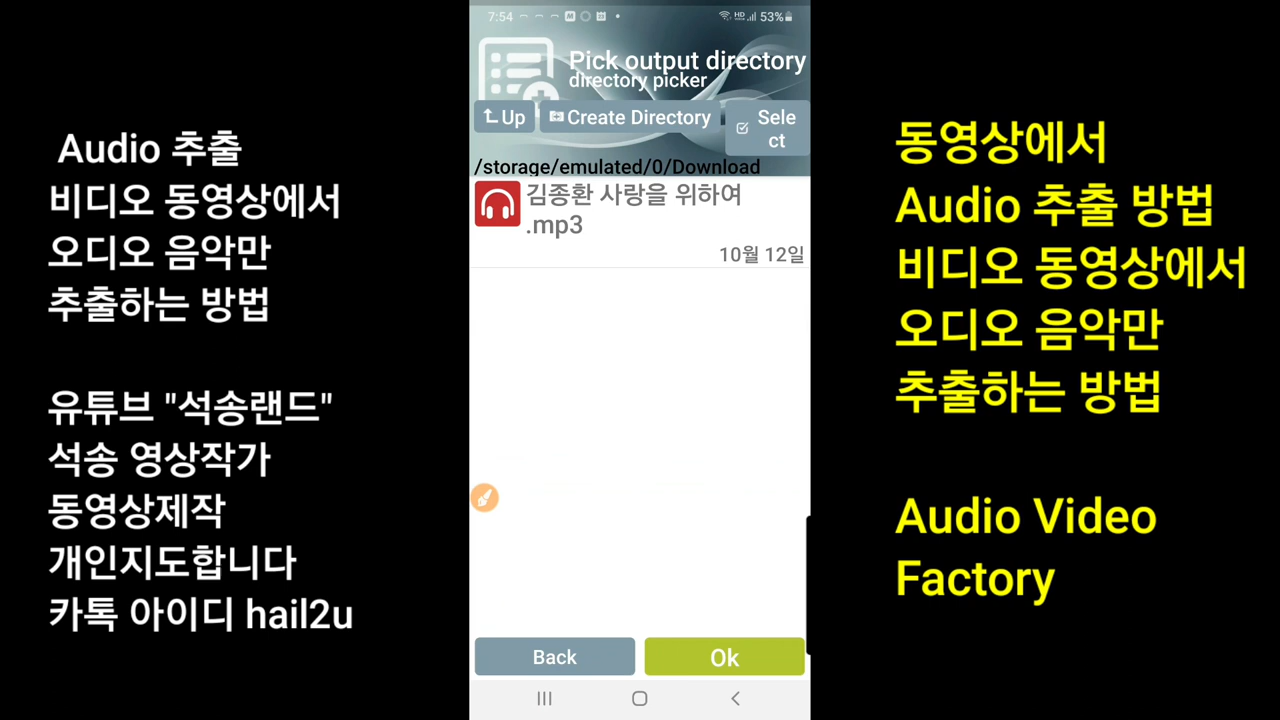 Audio 추출
비디오 동영상에서
오디오 음악만
추출하는 방법
유튜브 "석송랜드"
석송 영상작가
동영상제작
개인지도합니다
카톡 아이디 hail2u
7:54
HD
53%
Pick output directory
directory picker
Up
Create Directory
Sele
ct
/storage/emulated/0/Download
김종환 사랑을 위하여
.mp3
10월 12일
Back
Ok
동영상에서
Audio 추출 방법
비디오 동영상에서
오디오 음악만
추출하는 방법
Audio Video
Factory